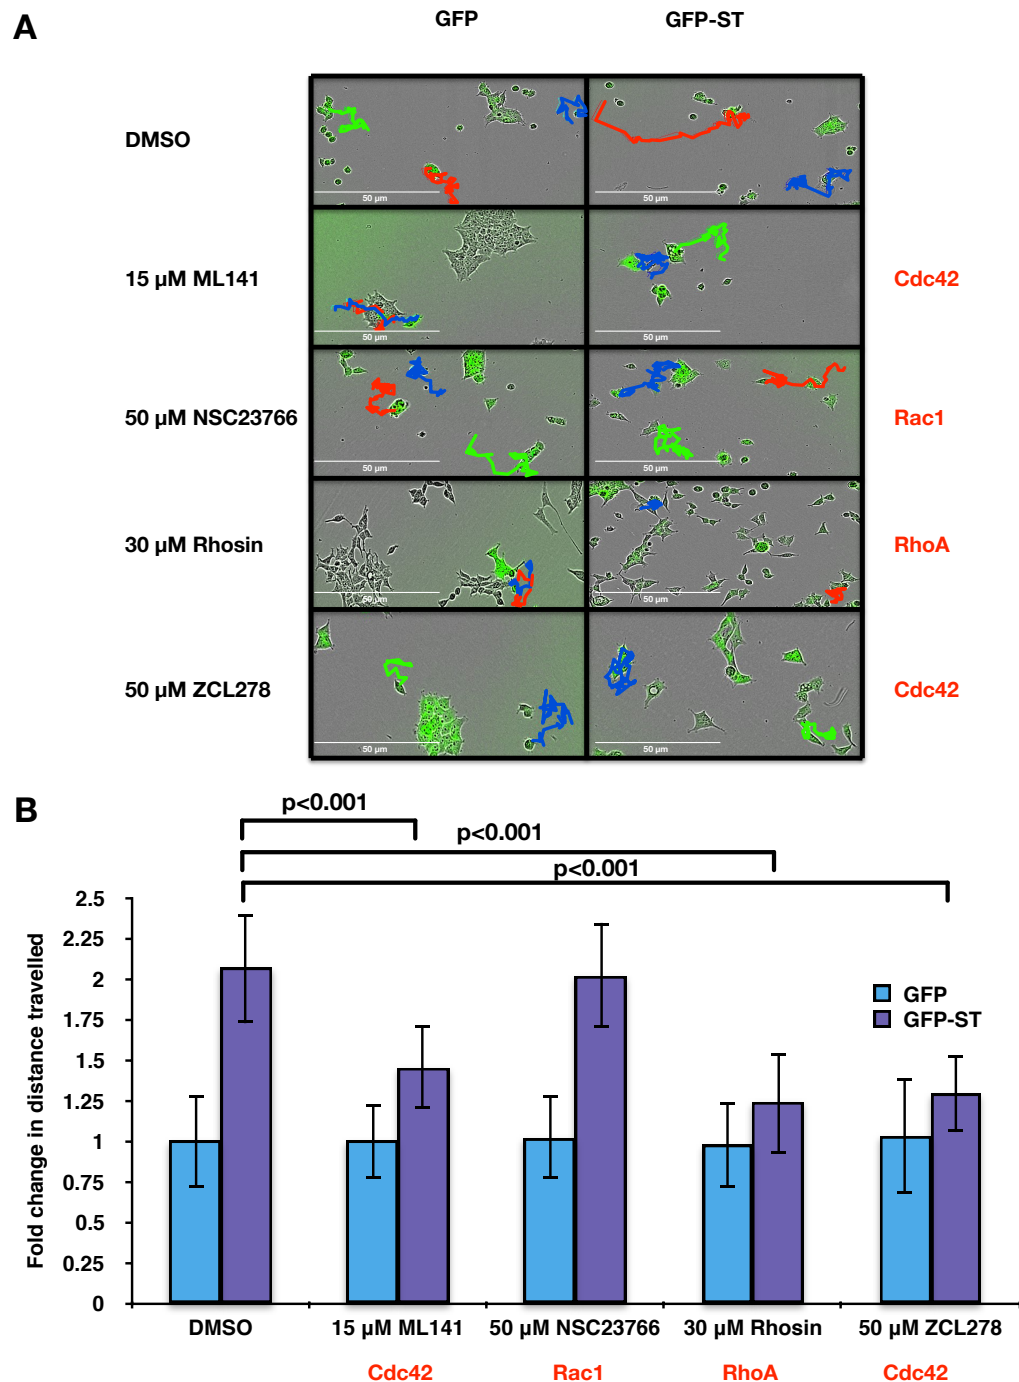 A
GFP GFP-ST
DMSO
50 µm 50 µm
15 µM ML141 Cdc42
50 µm 50 µm
50 µM NSC23766 Rac1
50 µm 50 µm
30 µM Rhosin RhoA
50 µm 50 µm
50 µM ZCL278 Cdc42
50 µm 50 µm
B
p<0.001
p<0.001
p<0.001
Fold change in distance travelled
2.5
2.25
2
1.75
1.5
1.25
1
0.75
0.5
0.25
0
GFP
GFP-ST
DMSO 15 µM ML141 50 µM NSC23766 30 µM Rhosin 50 µM ZCL278
Cdc42 Rac1 RhoA Cdc42